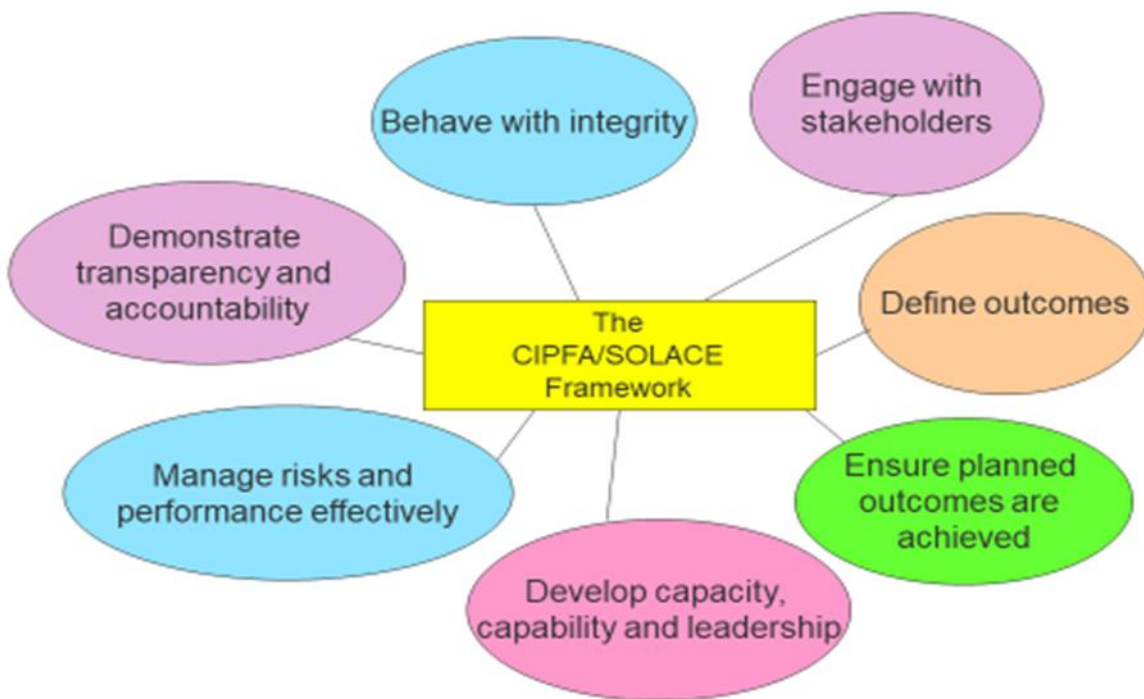 Behave with integrity
Engage with
stakeholders
Demonstrate
transparency and
accountability
Define outcomes
The
CIPFA/SOLACE
Framework
Manage risks and
performance effectively
Ensure planned
outcomes are
achieved
Develop capacity,
capability and leadership